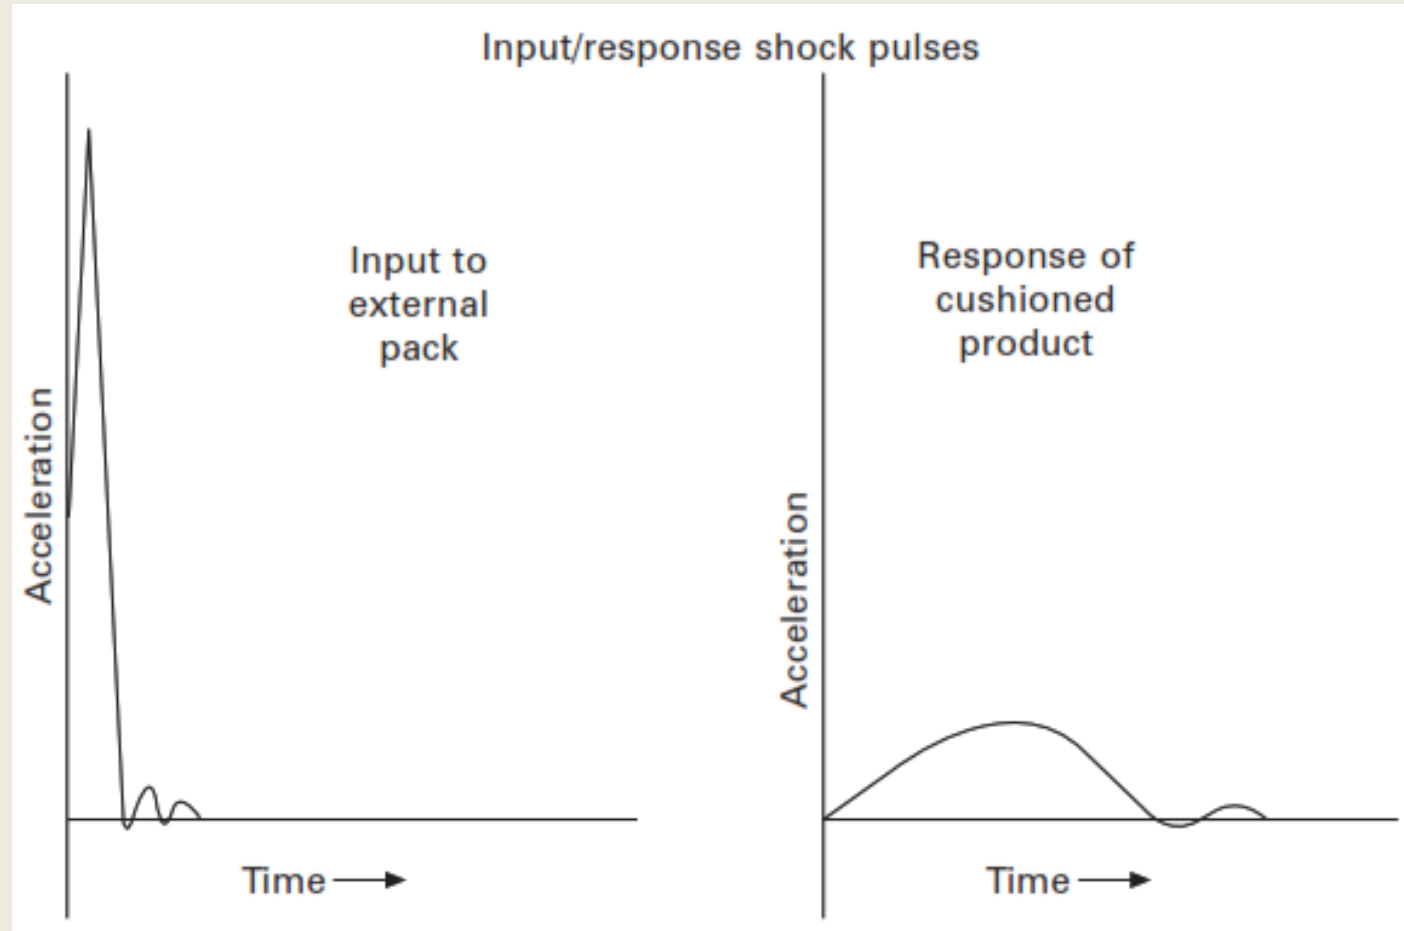 Input/response shock pulses
Input to
external
pack
Acceleration
Time
Response of
cushioned
product
Acceleration
Time